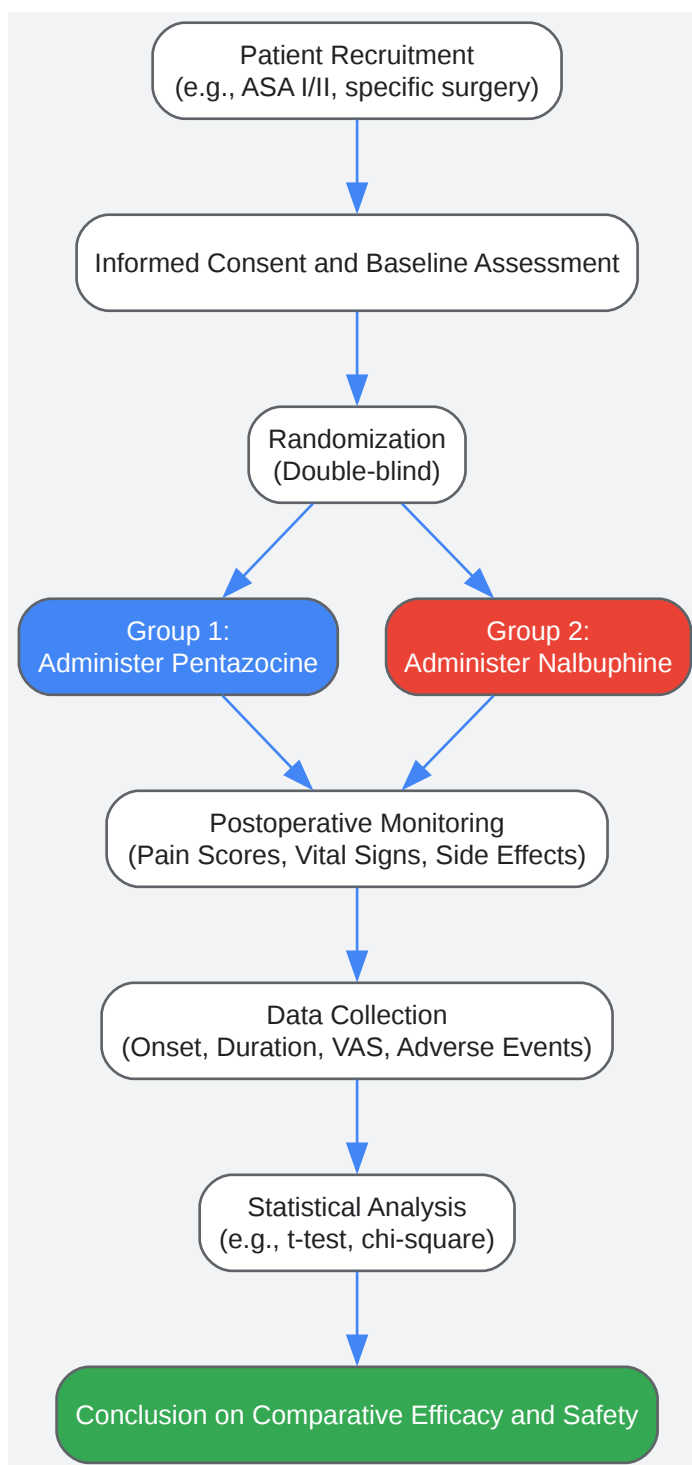 Patient Recruitment
(e.g., ASA I/II, specific surgery)
Informed Consent and Baseline Assessment
Randomization
(Double-blind)
Group 1:
Administer Pentazocine
Group 2:
Administer Nalbuphine
Postoperative Monitoring
(Pain Scores, Vital Signs, Side Effects)
Data Collection
(Onset, Duration, VAS, Adverse Events)
Statistical Analysis
(e.g., t-test, chi-square)
Conclusion on Comparative Efficacy and Safety